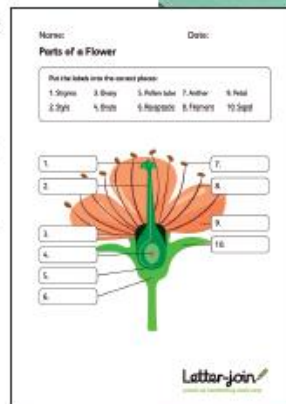 Name: Date:
Parts of a Flower
Put the labels into the correct places:
1. Stigma 3. Ovary 5. Pollen tube 7. Anther 9. Petal
2. Style 4. Ovule 6. Receptacle 8. Filament 10. Sepal
1. 7.
2. 8.
3. 9.
4. 10.
5.
6.
Letter-join